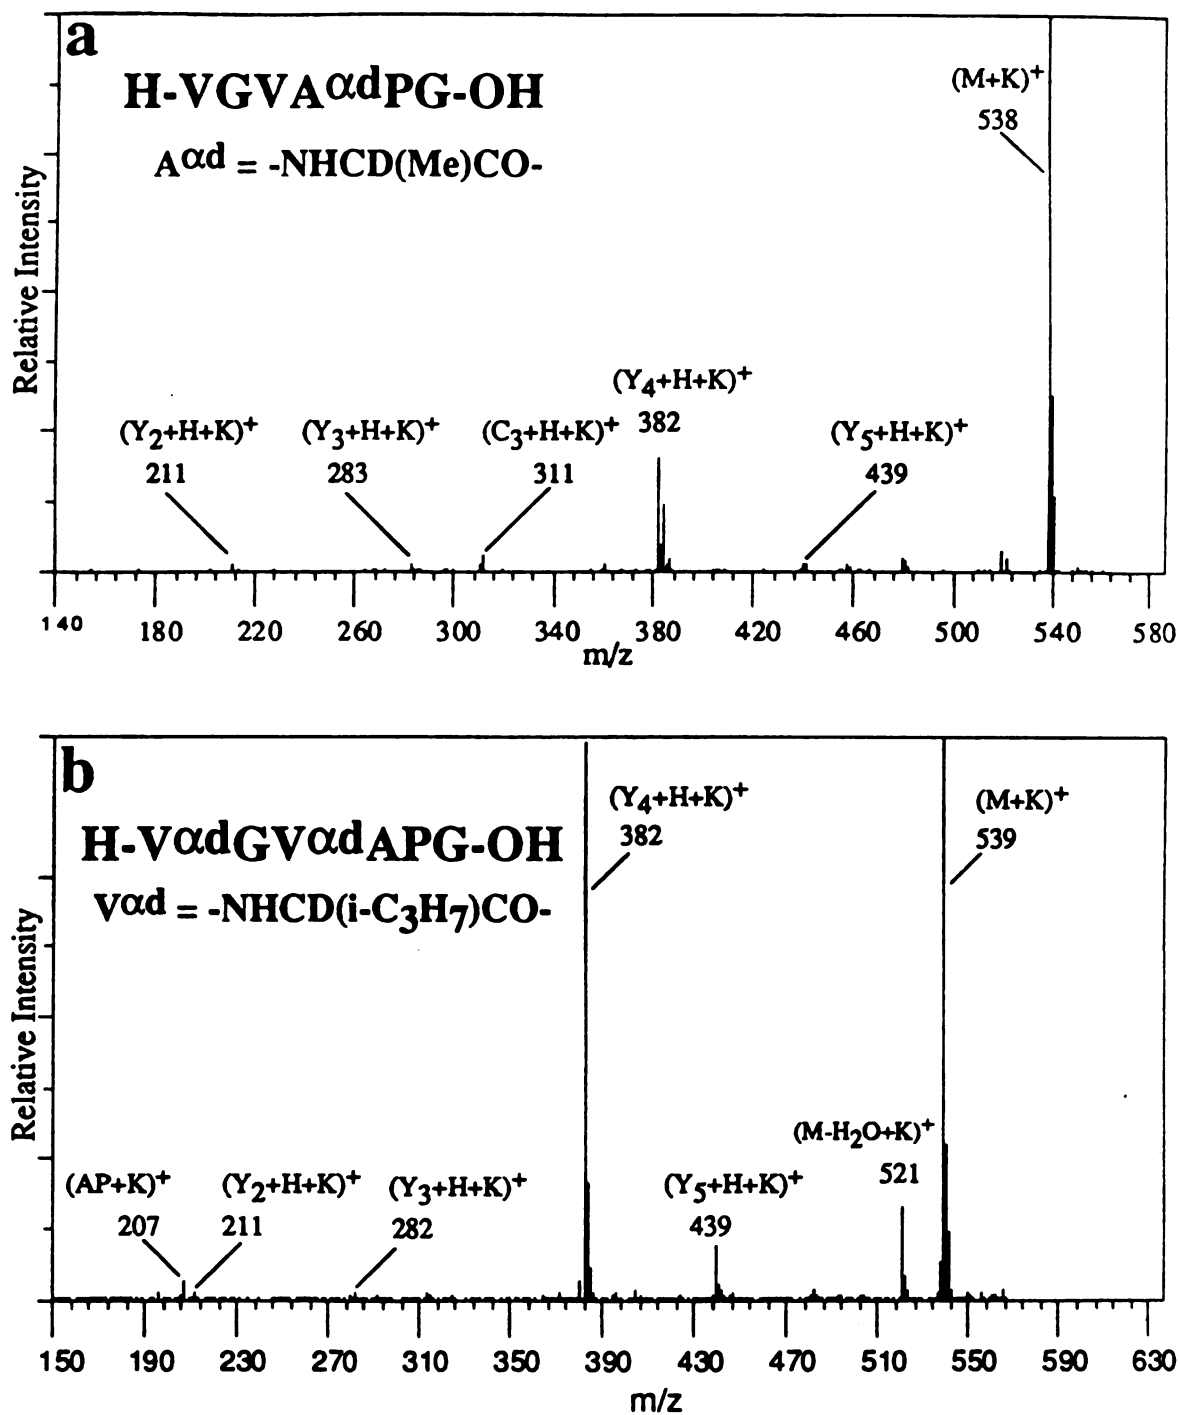 a
H-VGVAαdPG-OH
Aαd = -NHCD(Me)CO-
(M+K)+
538
(Y4+H+K)+
382
(Y2+H+K)+
211
(Y3+H+K)+
283
(C3+H+K)+
311
(Y5+H+K)+
439
Relative Intensity
140 180 220 260 300 340 380 420 460 500 540 580
m/z
b
H-VαdGVαdAPG-OH
Vαd = -NHCD(i-C3H7)CO-
(Y4+H+K)+
382
(M+K)+
539
(M-H2O+K)+
521
(AP+K)+
207
(Y2+H+K)+
211
(Y3+H+K)+
282
(Y5+H+K)+
439
Relative Intensity
150 190 230 270 310 350 390 430 470 510 550 590 630
m/z